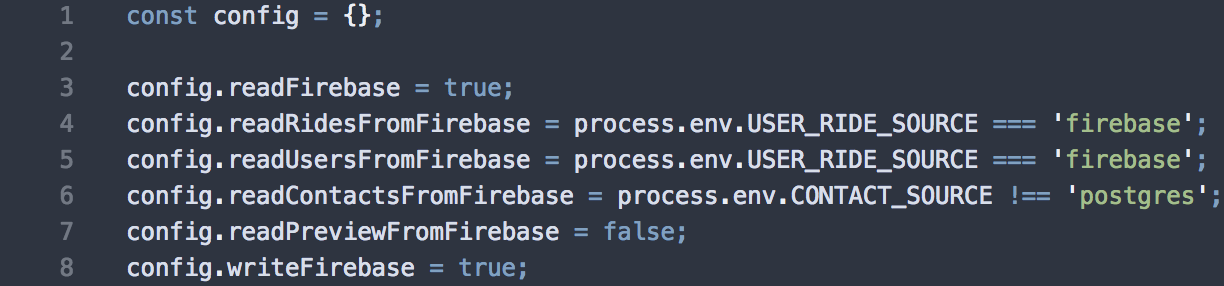 1 const config = {};
2
3 config.readFirebase = true;
4 config.readRidesFromFirebase = process.env.USER_RIDE_SOURCE === 'firebase';
5 config.readUsersFromFirebase = process.env.USER_RIDE_SOURCE === 'firebase';
6 config.readContactsFromFirebase = process.env.CONTACT_SOURCE !== 'postgres';
7 config.readPreviewFromFirebase = false;
8 config.writeFirebase = true;